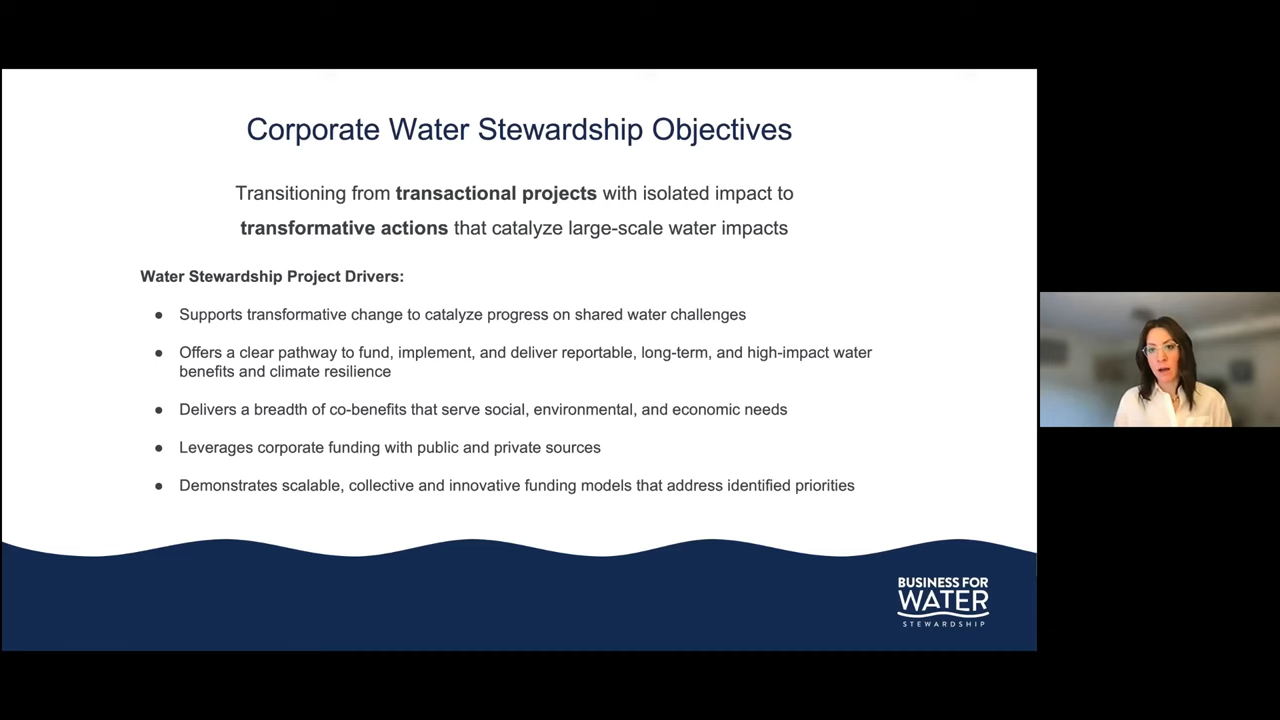 Corporate Water Stewardship Objectives
Transitioning from transactional projects with isolated impact to
transformative actions that catalyze large-scale water impacts
Water Stewardship Project Drivers:
● Supports transformative change to catalyze progress on shared water challenges
● Offers a clear pathway to fund, implement, and deliver reportable, long-term, and high-impact water
benefits and climate resilience
● Delivers a breadth of co-benefits that serve social, environmental, and economic needs
● Leverages corporate funding with public and private sources
● Demonstrates scalable, collective and innovative funding models that address identified priorities
BUSINESS FOR
WATER
STEWARDSHIP